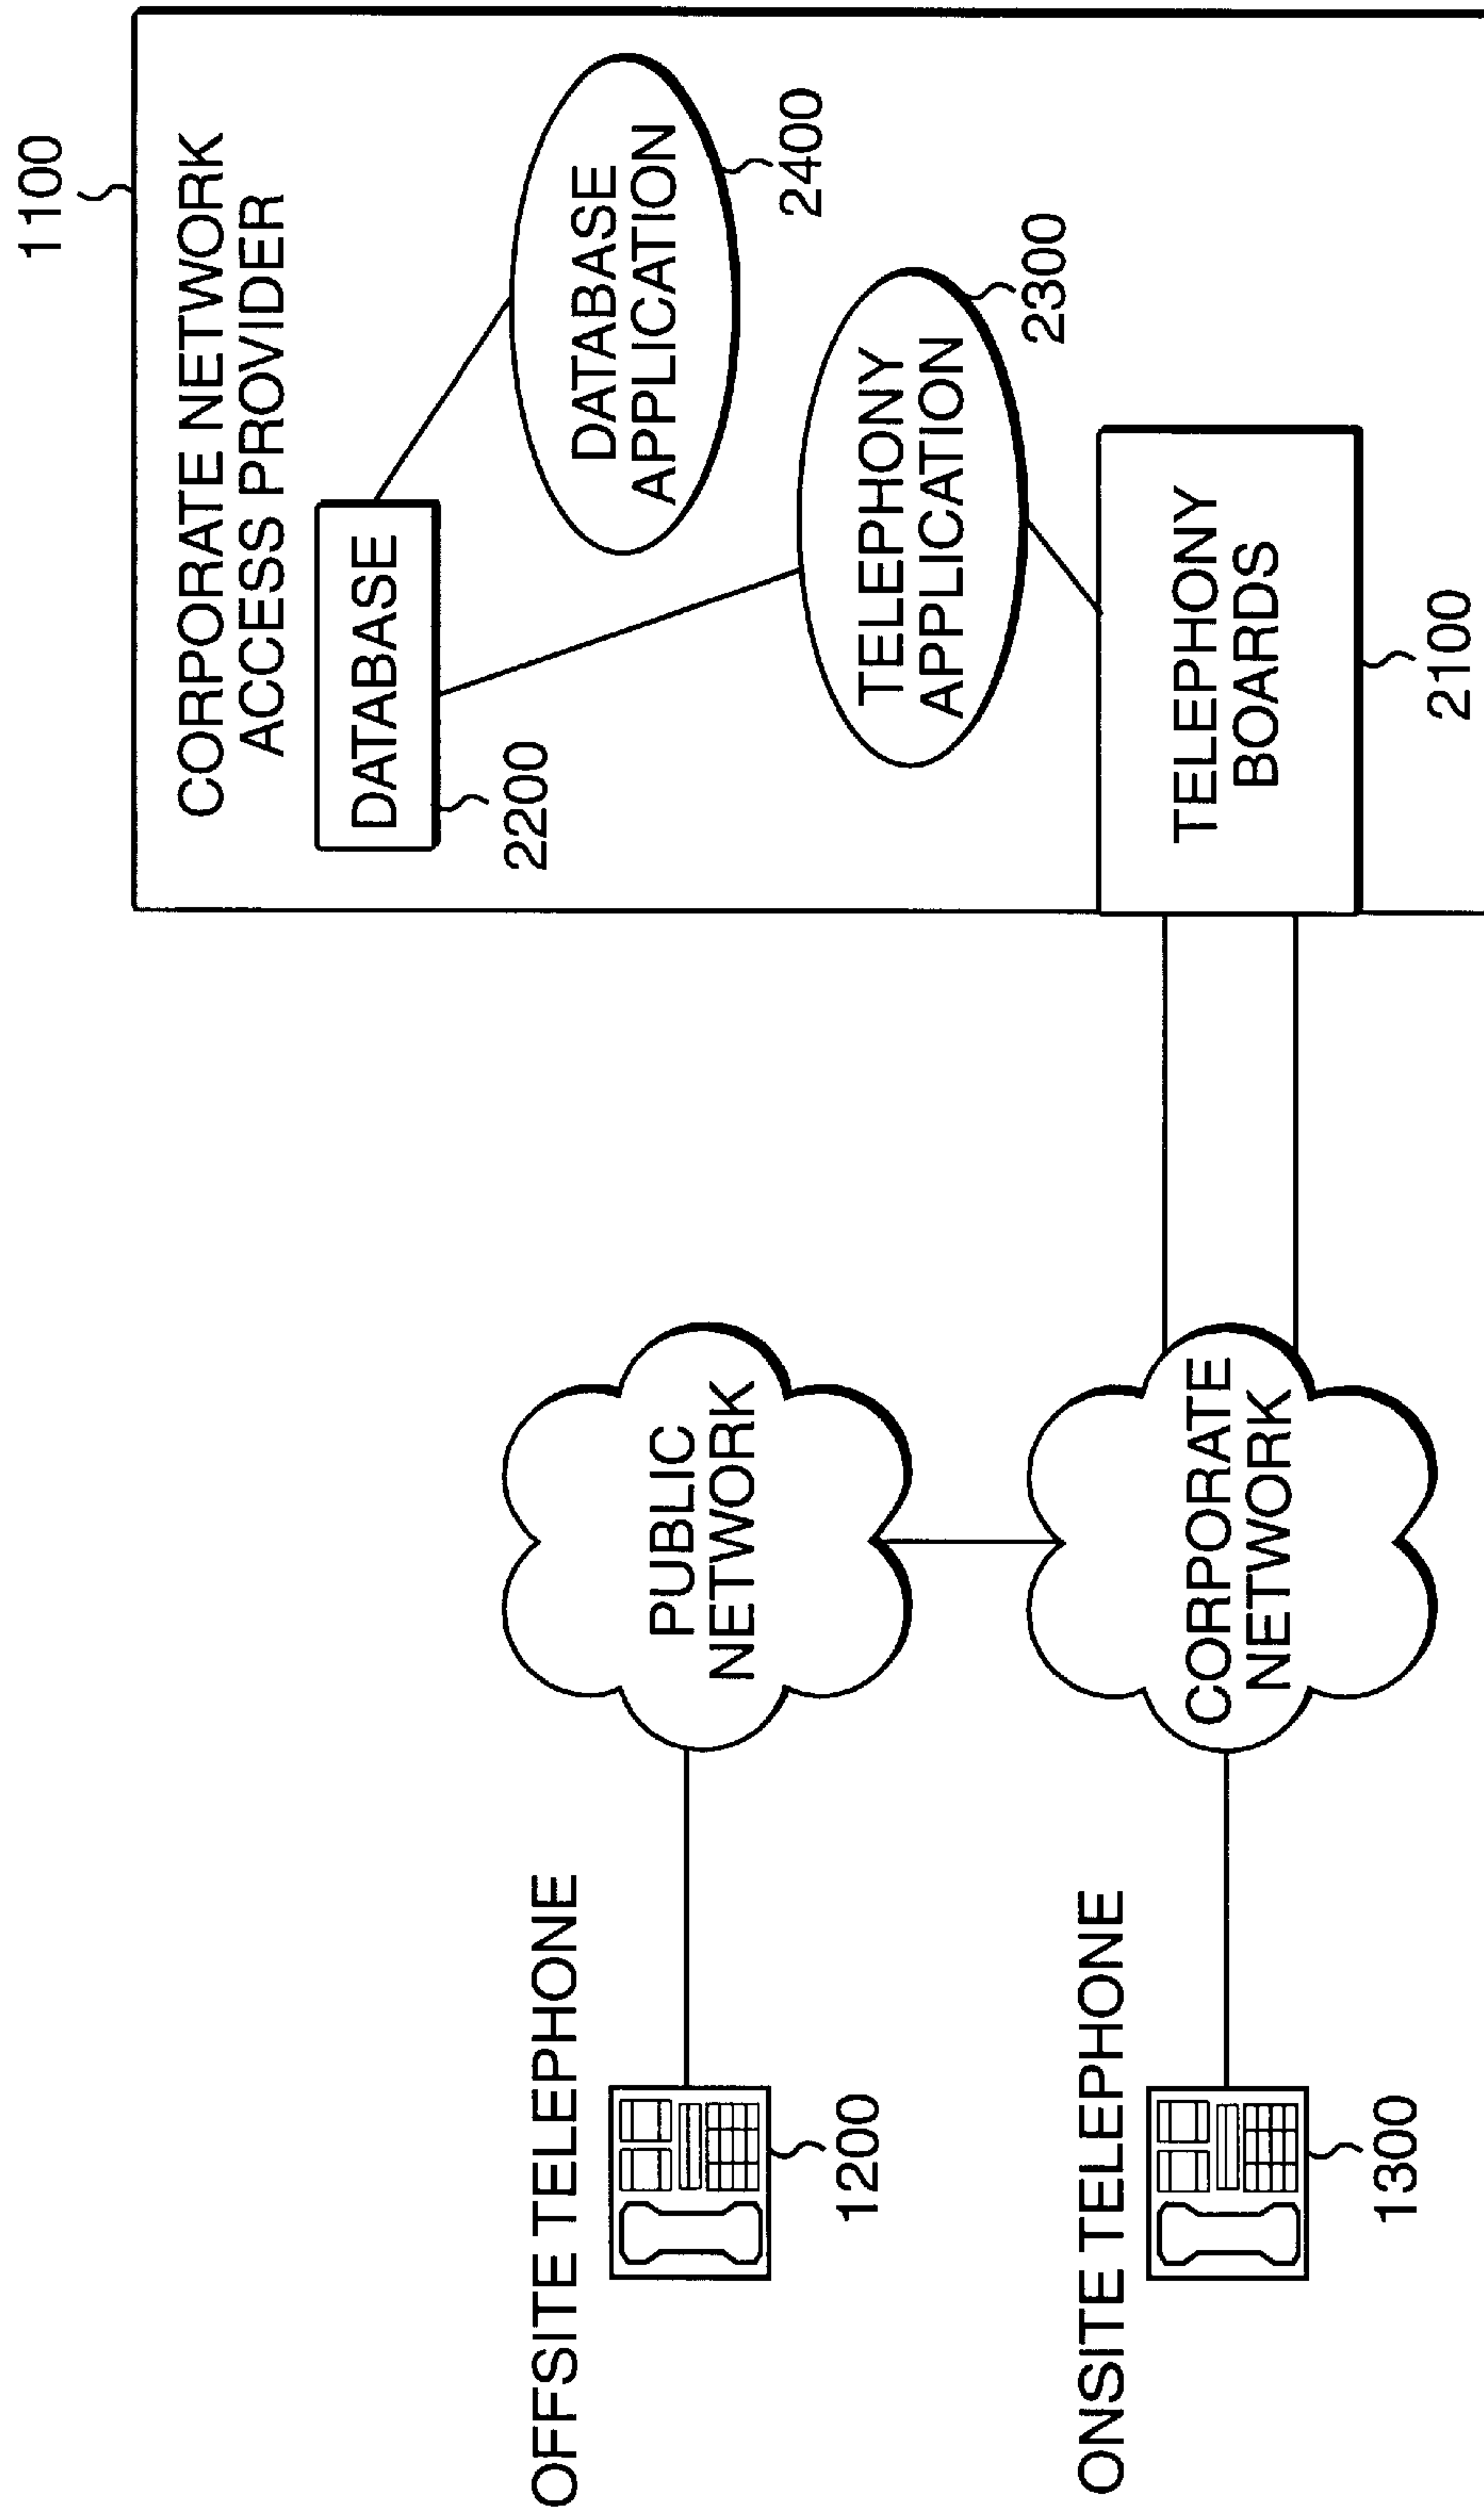 1100
CORPORATE NETWORK
ACCESS PROVIDER
DATABASE
2200
DATABASE
APPLICATION
2400
TELEPHONY
APPLICATION
2300
TELEPHONY
BOARDS
2100
OFFSITE TELEPHONE
1200
PUBLIC
NETWORK
ONSITE TELEPHONE
1300
CORPORATE
NETWORK